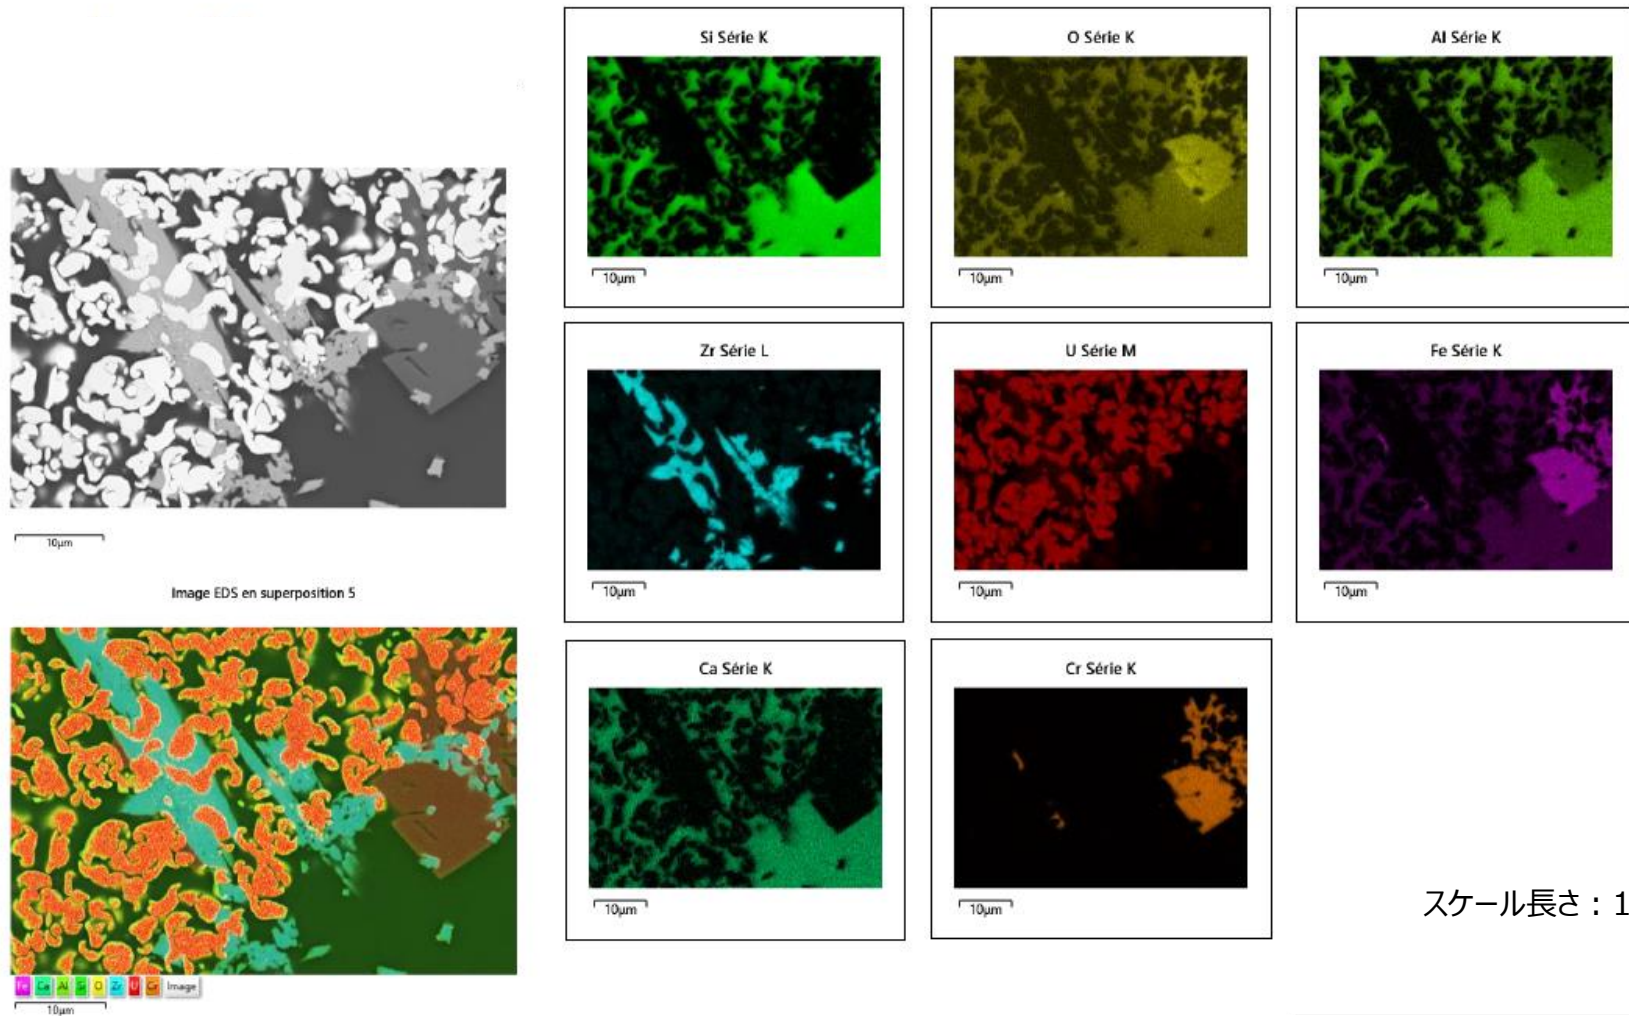 10μm
Image EDS en superposition 5
Fe Ca Al Si O Zr U Cr Image
10μm
Si Série K
10μm
O Série K
10μm
Al Série K
10μm
Zr Série L
10μm
U Série M
10μm
Fe Série K
10μm
Ca Série K
10μm
Cr Série K
10μm
スケール長さ：1